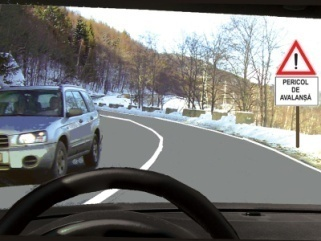 !
PERICOL
DE
AVALANȘĂ